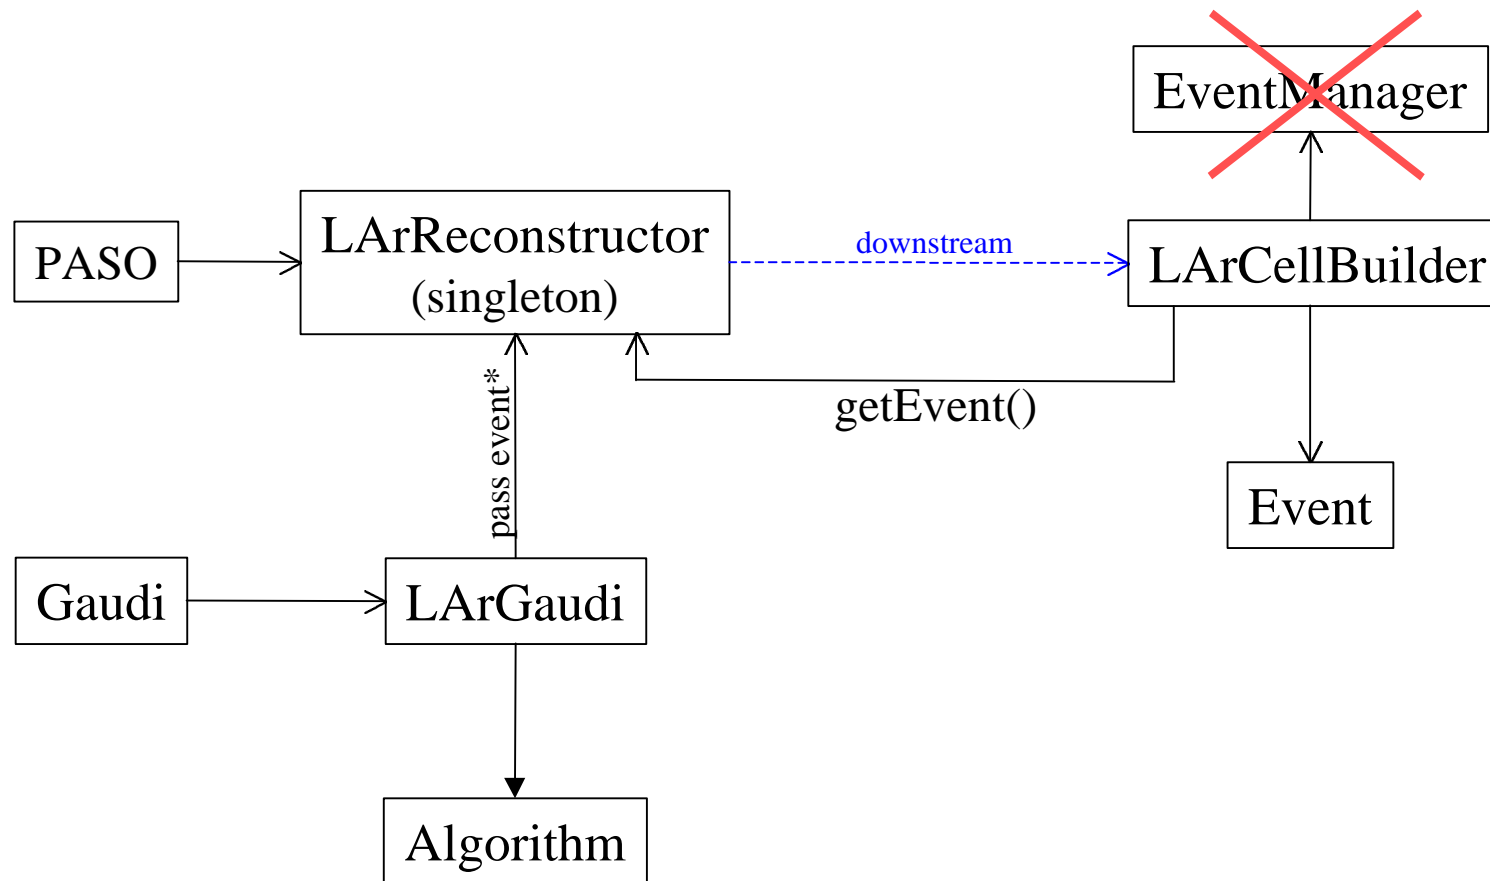 EventManager
PASO
LArReconstructor
(singleton)
downstream
LArCellBuilder
pass event*
getEvent()
Event
Gaudi
LArGaudi
Algorithm